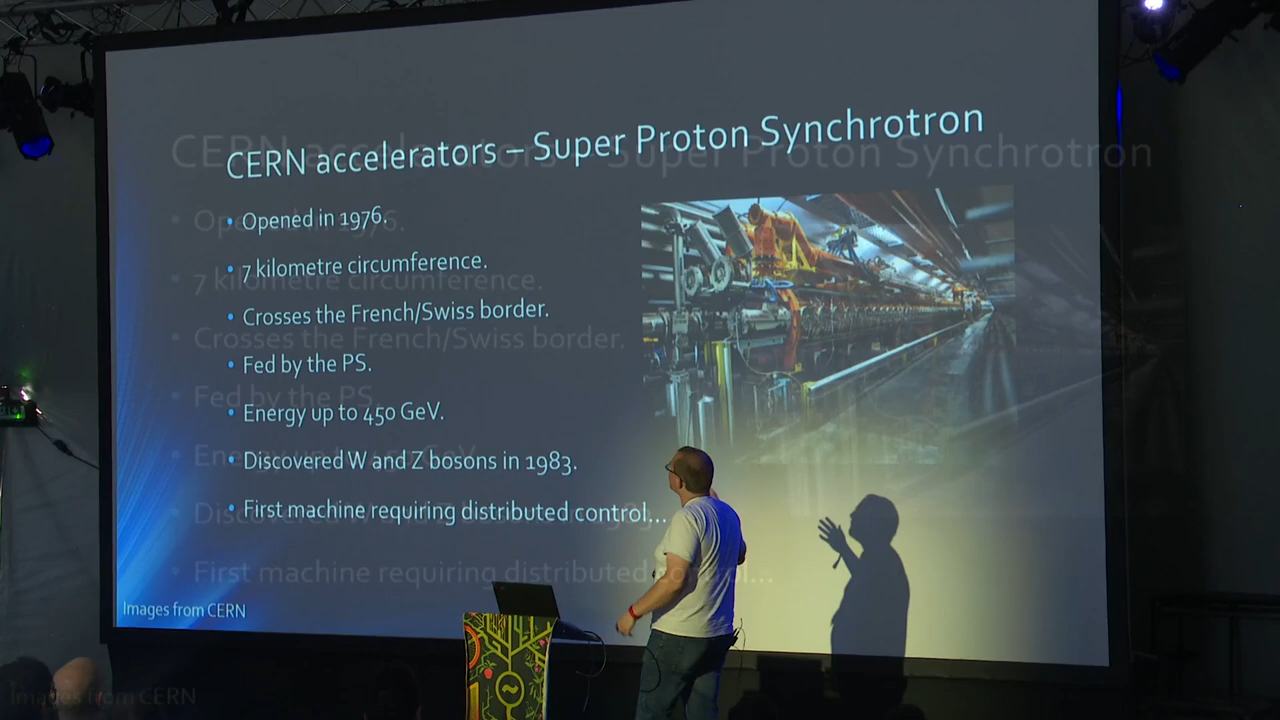 CERN accelerators – Super Proton Synchrotron
• Opened in 1976.
• 7 kilometre circumference.
• Crosses the French/Swiss border.
• Fed by the PS.
• Energy up to 450 GeV.
• Discovered W and Z bosons in 1983.
• First machine requiring distributed control...
Images from CERN